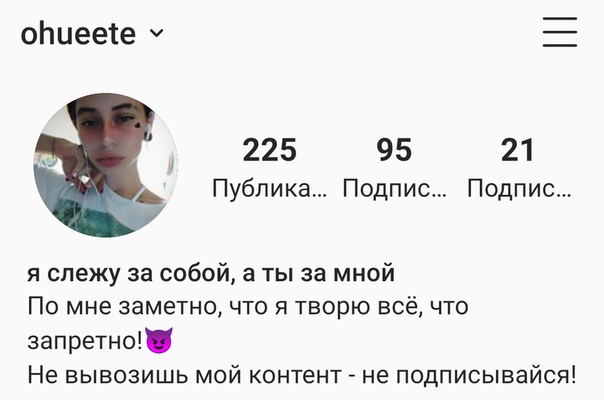 ohueete
225 95 21
Публика... Подпис... Подпис...
я слежу за собой, а ты за мной
По мне заметно, что я творю всё, что
запретно!😈
Не вывозишь мой контент - не подписывайся!